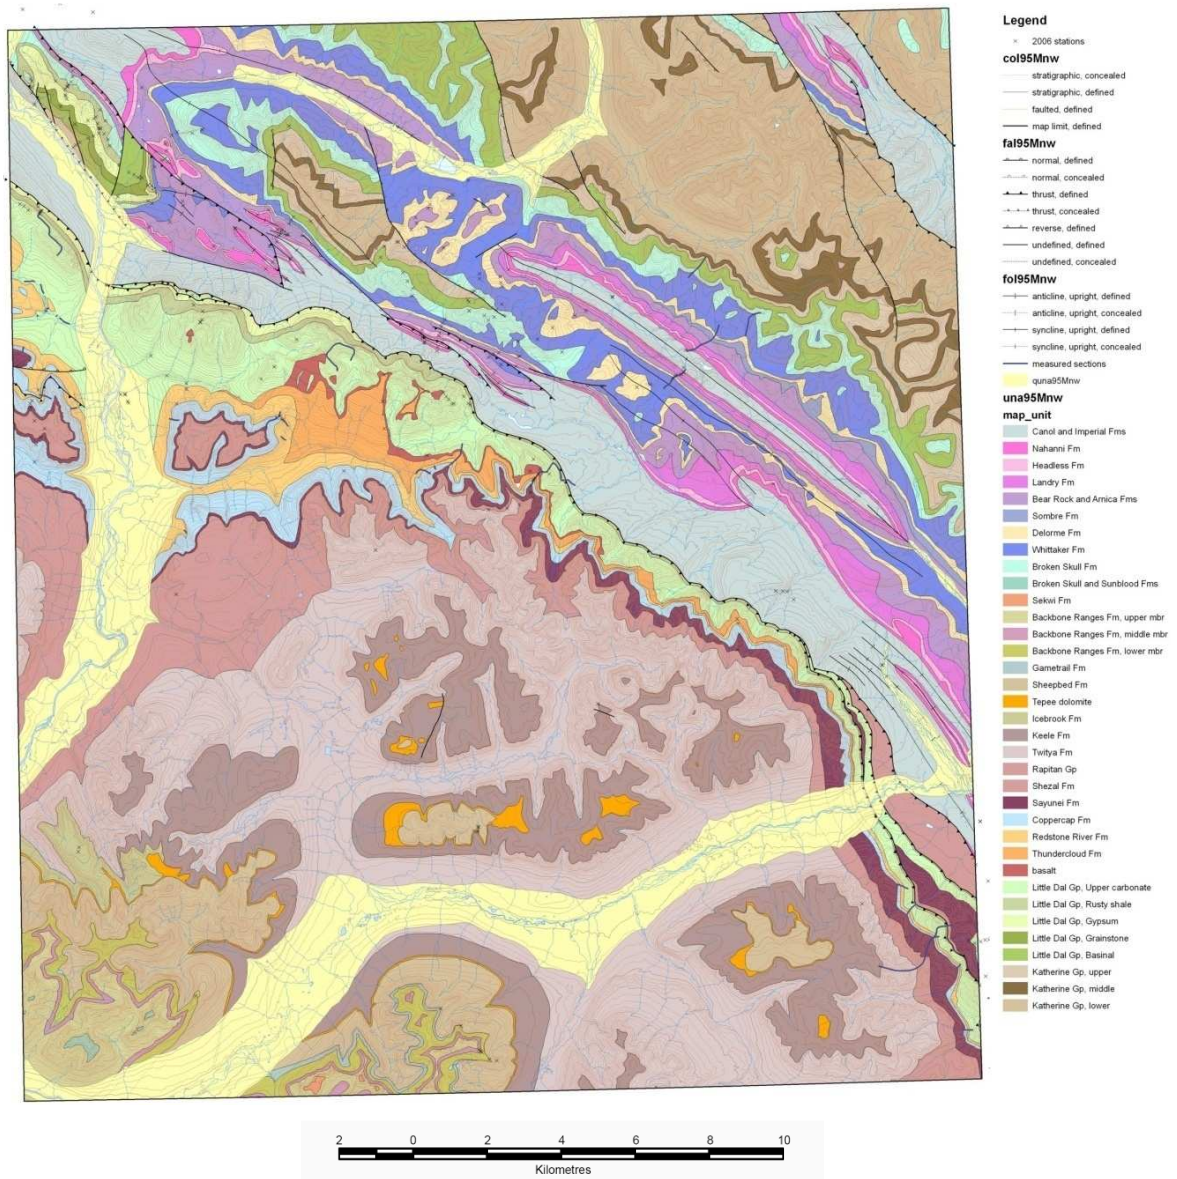 Legend
2006 stations
col95Mnw
stratigraphic, concealed
stratigraphic, defined
faulted, defined
map limit, defined
fal95Mnw
normal, defined
normal, concealed
thrust, defined
thrust, concealed
reverse, defined
undefined, defined
undefined, concealed
fol95Mnw
anticline, upright, defined
anticline, upright, concealed
syncline, upright, defined
syncline, upright, concealed
measured sections
quna95Mnw
una95Mnw
map_unit
Canol and Imperial Fms
Nahanni Fm
Headless Fm
Landry Fm
Bear Rock and Arnica Fms
Sombre Fm
Delorme Fm
Whittaker Fm
Broken Skull Fm
Broken Skull and Sunblood Fms
Sekwi Fm
Backbone Ranges Fm, upper mbr
Backbone Ranges Fm, middle mbr
Backbone Ranges Fm, lower mbr
Gametrail Fm
Sheepbed Fm
Tepee dolomite
Icebrook Fm
Keele Fm
Twitya Fm
Rapitan Gp
Shezal Fm
Sayunei Fm
Coppercap Fm
Redstone River Fm
Thundercloud Fm
basalt
Little Dal Gp, Upper carbonate
Little Dal Gp, Rusty shale
Little Dal Gp, Gypsum
Little Dal Gp, Grainstone
Little Dal Gp, Basinal
Katherine Gp, upper
Katherine Gp, middle
Katherine Gp, lower
2 0 2 4 6 8 10
Kilometres